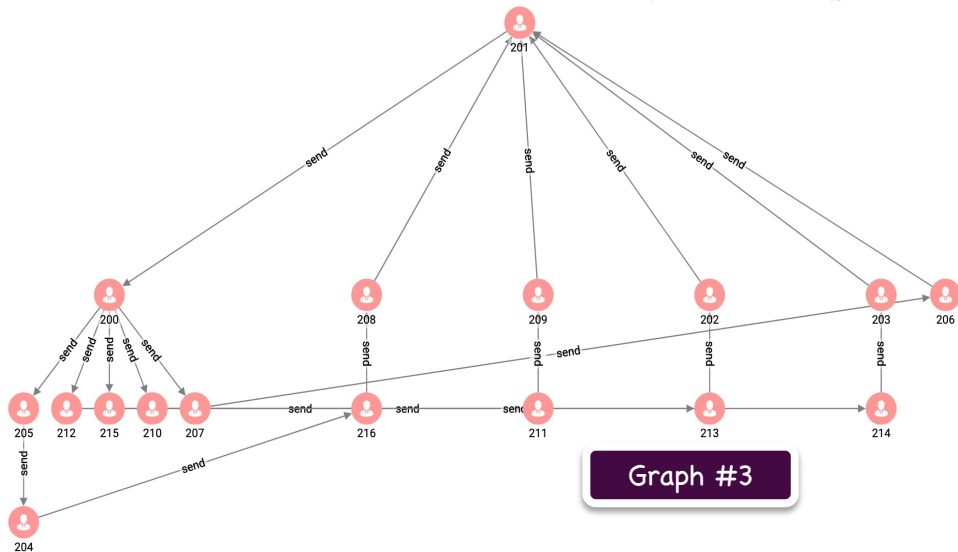 201
send
send
send
send
send
send
200
208
209
202
203
206
send
send
send
send
send
send
send
send
send
send
send
send
send
205
212
215
210
207
216
211
213
214
send
send
Graph #3
204